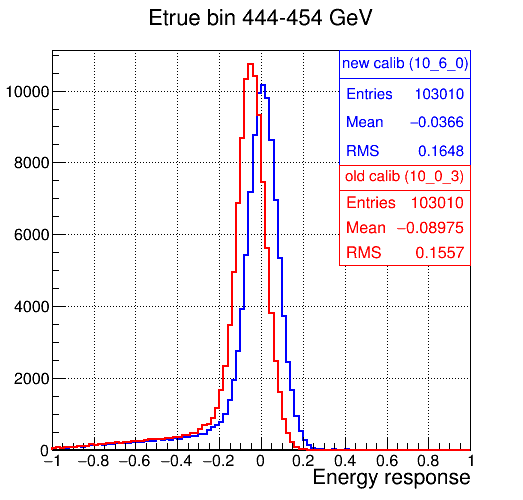 Etrue bin 444-454 GeV
new calib (10_6_0)
Entries 103010
Mean −0.0366
RMS 0.1648
old calib (10_0_3)
Entries 103010
Mean −0.08975
RMS 0.1557
10000
8000
6000
4000
2000
0
−1 −0.8 −0.6 −0.4 −0.2 0 0.2 0.4 0.6 0.8 1
Energy response